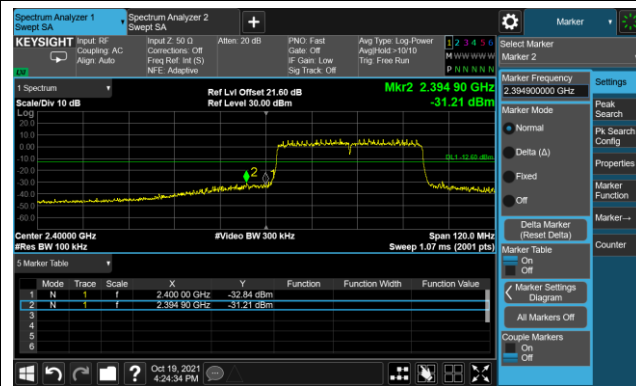 Spectrum Analyzer 1
Swept SA
Spectrum Analyzer 2
Swept SA
+
Marker
KEYSIGHT
Input: RF
Coupling: AC
Align: Auto
Input Z: 50 Ω
Corrections: Off
Freq Ref: Int (S)
NFE: Adaptive
Atten: 20 dB
PNO: Fast
Gate: Off
IF Gain: Low
Sig Track: Off
Avg Type: Log-Power
Avg|Hold:>10/10
Trig: Free Run
1 2 3 4 5 6
M W W W W W
P N N N N N
Select Marker
Marker 2
LXI
1 Spectrum
Scale/Div 10 dB
Ref Lvl Offset 21.60 dB
Ref Level 30.00 dBm
Mkr2 2.394 90 GHz
-31.21 dBm
Log
20.0
10.0
0.00
-10.0
-20.0
-30.0
-40.0
-50.0
-60.0
DL1 -12.60 dBm
2
1
Center 2.40000 GHz
#Res BW 100 kHz
#Video BW 300 kHz
Span 120.0 MHz
Sweep 1.07 ms (2001 pts)
5 Marker Table
Mode Trace Scale X Y Function Function Width Function Value
1 N 1 f 2.400 00 GHz -32.84 dBm
2 N 1 f 2.394 90 GHz -31.21 dBm
3
4
5
6
Marker Frequency
2.394900000 GHz
Marker Mode
Normal
Delta (Δ)
Fixed
Off
Delta Marker
(Reset Delta)
Marker Table
On
Off
Marker Settings
Diagram
All Markers Off
Couple Markers
On
Off
Settings
Peak
Search
Pk Search
Config
Properties
Marker
Function
Marker→
Counter
?
Oct 19, 2021
4:24:34 PM